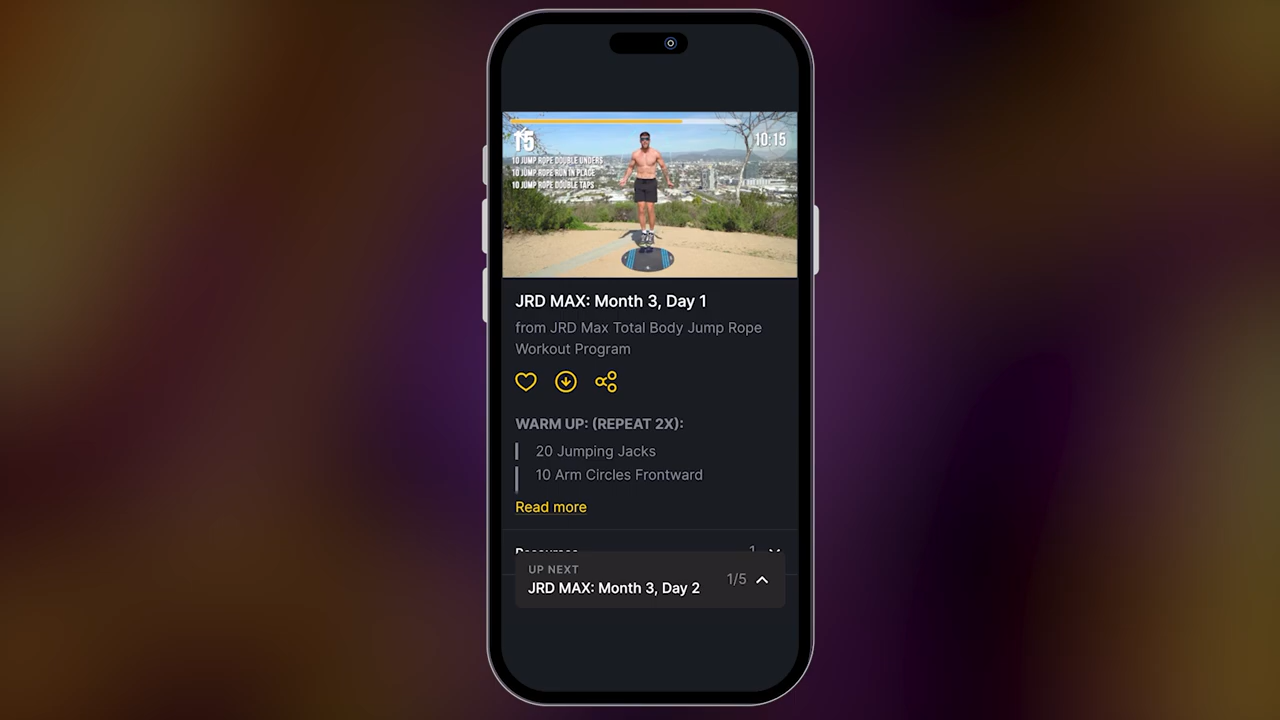 15
10:15
10 JUMP ROPE DOUBLE UNDERS
10 JUMP ROPE RUN IN PLACE
10 JUMP ROPE DOUBLE TAPS
JRD MAX: Month 3, Day 1
from JRD Max Total Body Jump Rope
Workout Program
WARM UP: (REPEAT 2X):
20 Jumping Jacks
10 Arm Circles Frontward
Read more
Resources 1
UP NEXT
JRD MAX: Month 3, Day 2
1/5